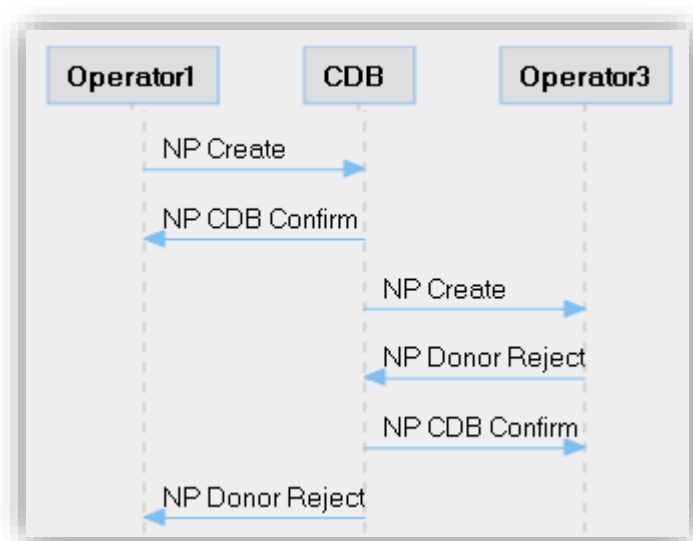 Operator1 CDB Operator3
NP Create
NP CDB Confirm
NP Create
NP Donor Reject
NP CDB Confirm
NP Donor Reject